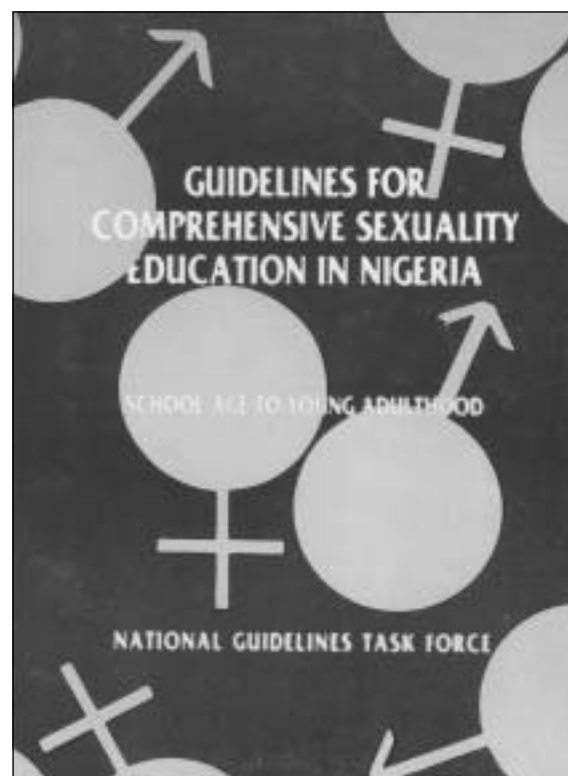 GUIDELINES FOR
COMPREHENSIVE SEXUALITY
EDUCATION IN NIGERIA
SCHOOL AGE TO YOUNG ADULTHOOD
NATIONAL GUIDELINES TASK FORCE